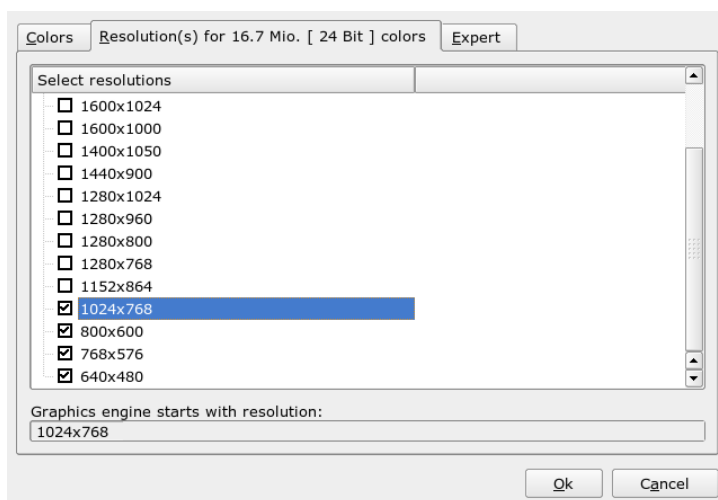 Colors Resolution(s) for 16.7 Mio. [ 24 Bit ] colors Expert
Select resolutions
1600x1024
1600x1000
1400x1050
1440x900
1280x1024
1280x960
1280x800
1280x768
1152x864
1024x768
800x600
768x576
640x480
Graphics engine starts with resolution:
1024x768
Ok Cancel